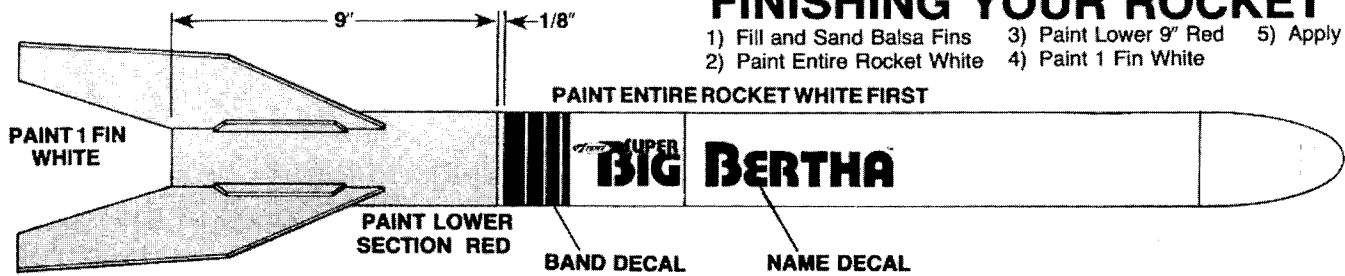 FINISHING YOUR ROCKET
1) Fill and Sand Balsa Fins 3) Paint Lower 9" Red 5) Apply
2) Paint Entire Rocket White 4) Paint 1 Fin White
9"
1/8"
PAINT ENTIRE ROCKET WHITE FIRST
PAINT 1 FIN
WHITE
SUPER
BIG BERTHA™
PAINT LOWER
SECTION RED
BAND DECAL
NAME DECAL